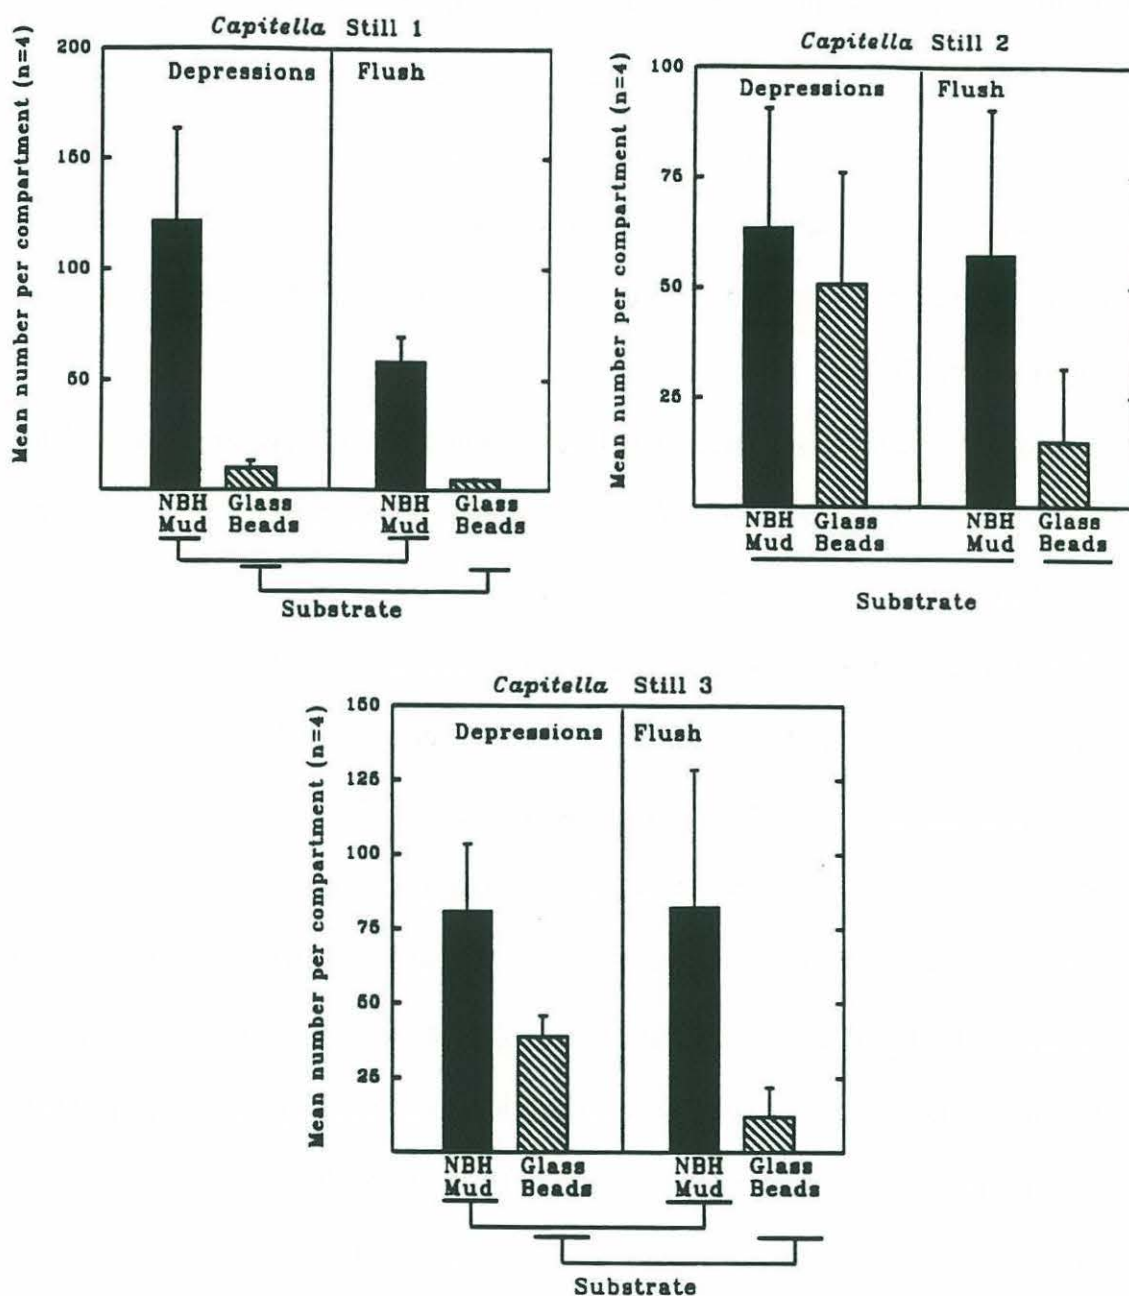 Capitella Still 1
Mean number per compartment (n=4)
200
150
100
50
Depressions Flush
NBH Glass NBH Glass
Mud Beads Mud Beads
Substrate
Capitella Still 2
Mean number per compartment (n=4)
100
75
50
25
Depressions Flush
NBH Glass NBH Glass
Mud Beads Mud Beads
Substrate
Capitella Still 3
Mean number per compartment (n=4)
150
125
100
75
50
25
Depressions Flush
NBH Glass NBH Glass
Mud Beads Mud Beads
Substrate